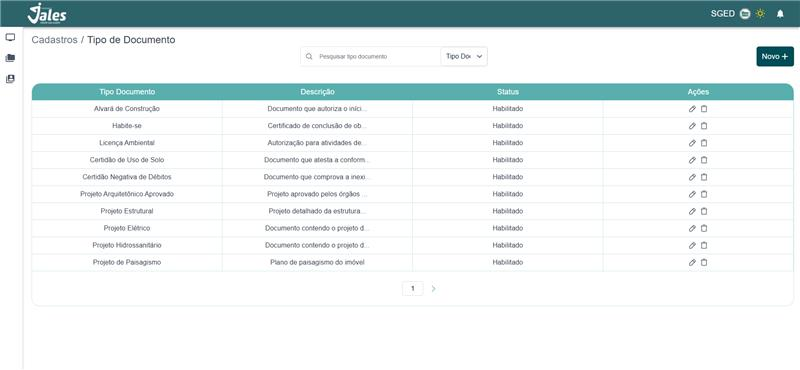 Jales
SGED
Cadastros / Tipo de Documento
Pesquisar tipo documento
Tipo Doc
Novo +
Tipo Documento Descrição Status Ações
Alvará de Construção Documento que autoriza o iníci... Habilitado
Habite-se Certificado de conclusão de ob... Habilitado
Licença Ambiental Autorização para atividades de... Habilitado
Certidão de Uso de Solo Documento que atesta a conform... Habilitado
Certidão Negativa de Débitos Documento que comprova a inexi... Habilitado
Projeto Arquitetônico Aprovado Projeto aprovado pelos órgãos ... Habilitado
Projeto Estrutural Projeto detalhado da estrutura... Habilitado
Projeto Elétrico Documento contendo o projeto d... Habilitado
Projeto Hidrossanitário Documento contendo o projeto d... Habilitado
Projeto de Paisagismo Plano de paisagismo do imóvel Habilitado
1